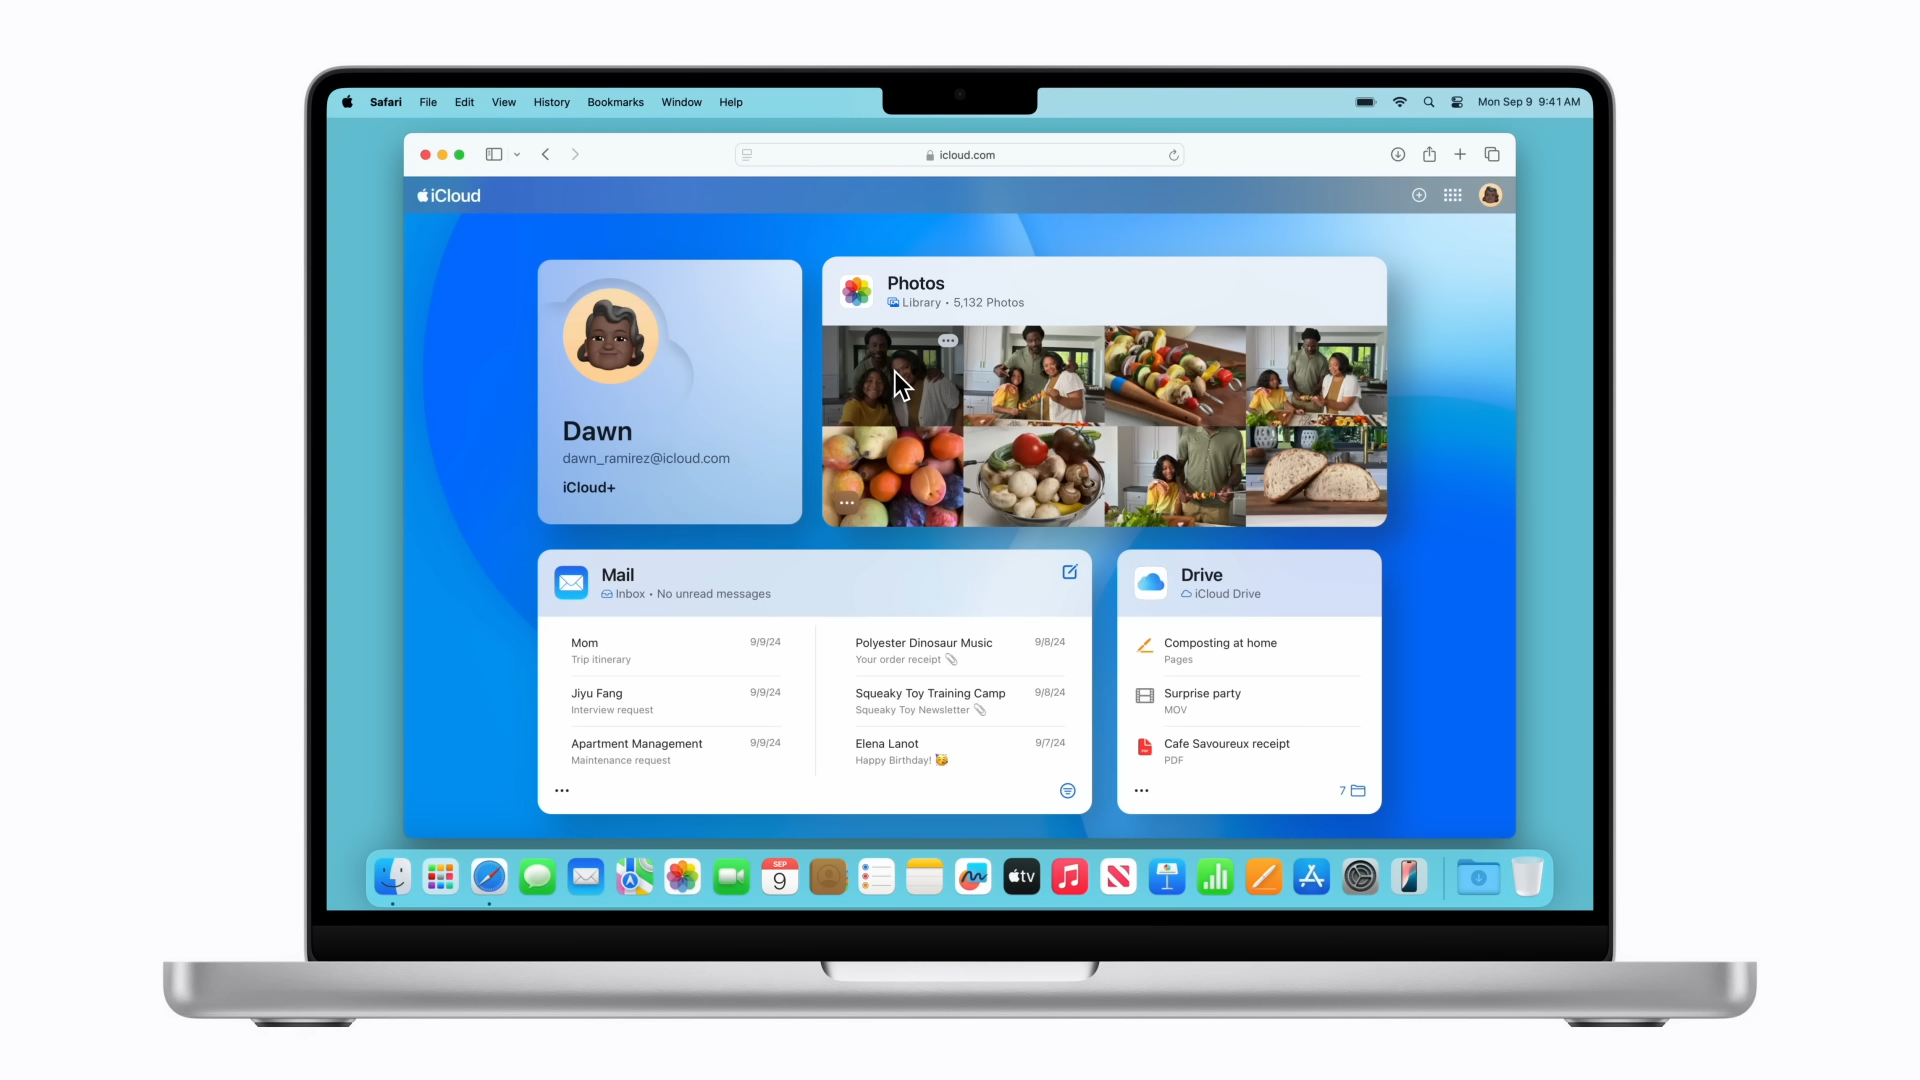 Safari File Edit View History Bookmarks Window Help Mon Sep 9 9:41 AM
icloud.com
iCloud
Dawn
dawn_ramirez@icloud.com
iCloud+
Photos
Library • 5,132 Photos
Mail
Inbox • No unread messages
Mom 9/9/24
Trip itinerary
Jiyu Fang 9/9/24
Interview request
Apartment Management 9/9/24
Maintenance request
Polyester Dinosaur Music 9/8/24
Your order receipt
Squeaky Toy Training Camp 9/8/24
Squeaky Toy Newsletter
Elena Lanot 9/7/24
Happy Birthday! 🥳
Drive
iCloud Drive
Composting at home
Pages
Surprise party
MOV
Cafe Savoureux receipt
PDF
7
SEP
9
tv